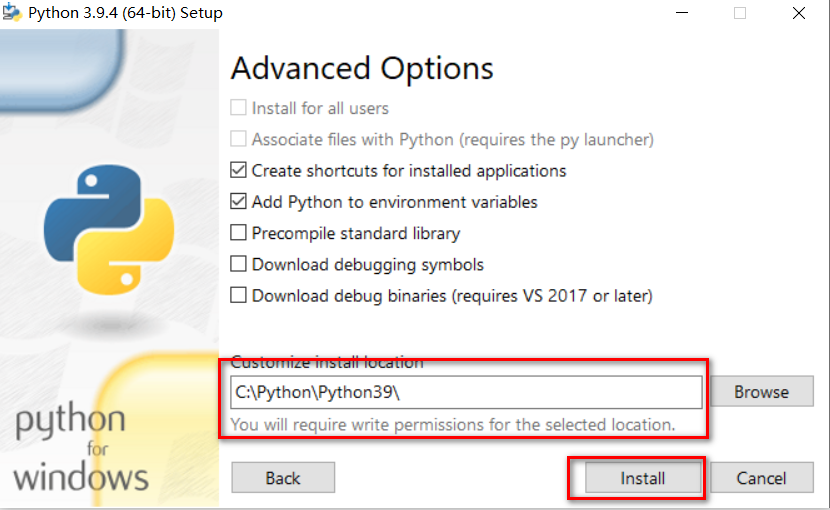 Python 3.9.4 (64-bit) Setup
Advanced Options
Install for all users
Associate files with Python (requires the py launcher)
Create shortcuts for installed applications
Add Python to environment variables
Precompile standard library
Download debugging symbols
Download debug binaries (requires VS 2017 or later)
Customize install location
C:\Python\Python39\
Browse
You will require write permissions for the selected location.
python
for
windows
Back
Install
Cancel